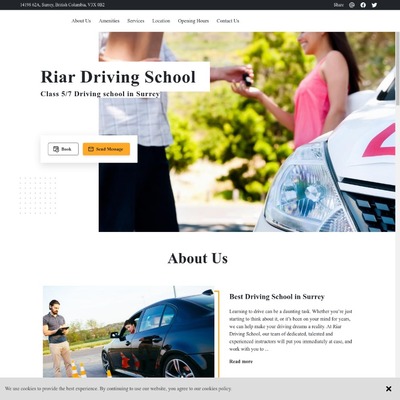 14198 62A, Surrey, British Columbia, V3X 0B2
Share
About Us Amenities Services Location Opening Hours Contact Us
Riar Driving School
Class 5/7 Driving school in Surrey
Book
Send Message
About Us
Best Driving School in Surrey
Learning to drive can be a daunting task. Whether you're just
starting to think about it, or it's been on your mind for years,
we can help make your driving dreams a reality. At Riar
Driving School, our team of dedicated, talented and
experienced instructors will put you immediately at ease, and
work with you to ...
Read more
We use cookies to provide the best experience. By continuing to use our website, you agree to our cookies policy.